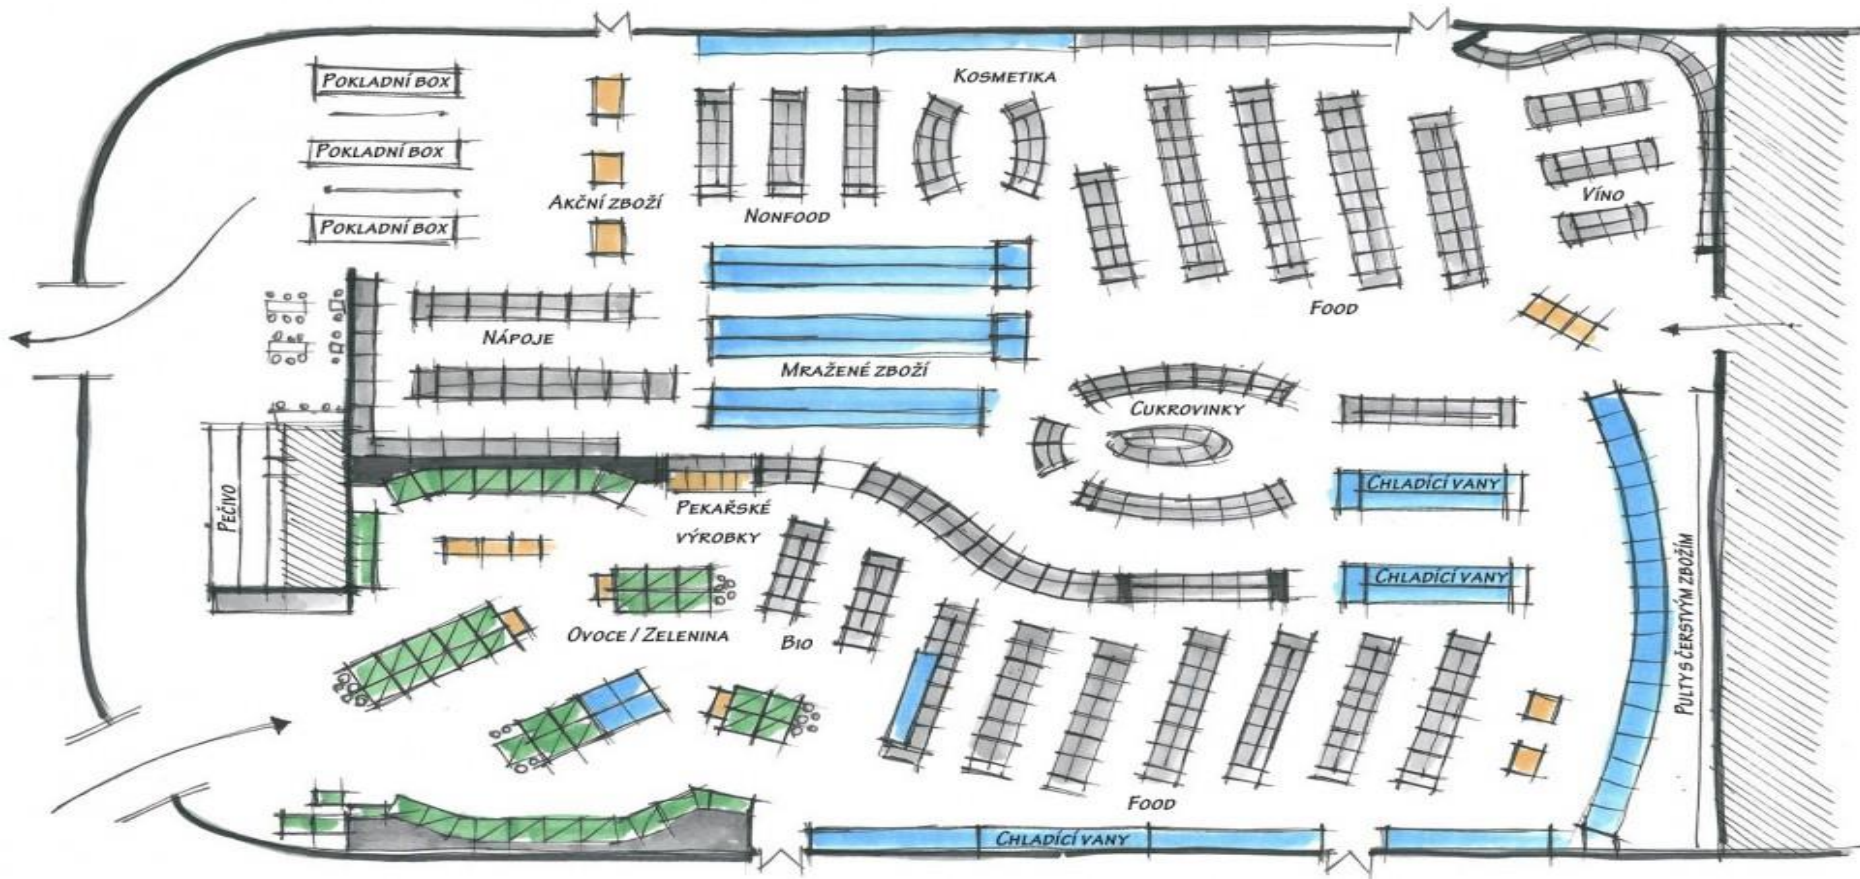 Pokladní box
Kosmetika
Pokladní box
Akční zboží
Nonfood
Víno
Pokladní box
Food
Nápoje
Mražené zboží
Cukrovinky
Chladící vany
Pečivo
Pekařské
výrobky
Chladící vany
Pulty s čerstvým zbožím
Ovoce / Zelenina
Bio
Food
Chladící vany